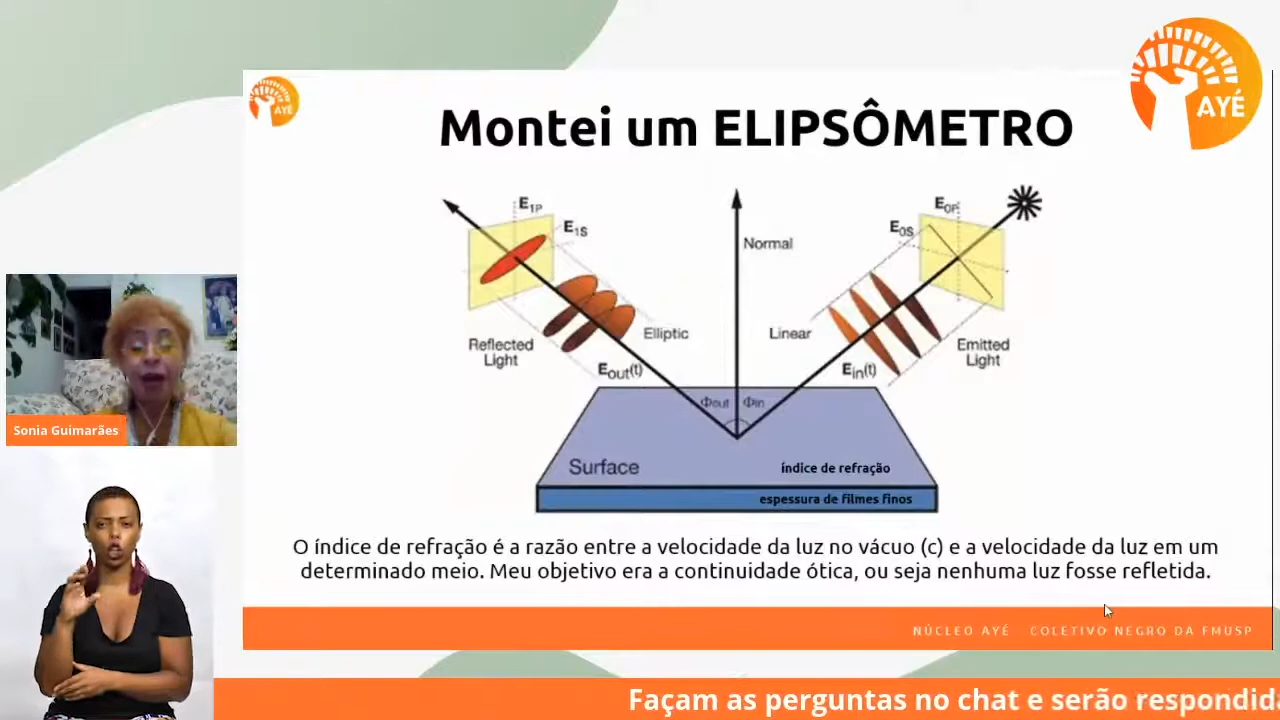 AYÉ
AYÉ
Montei um ELIPSÔMETRO
E1P
E1S
Normal
E0P
E0S
Reflected
Light
Elliptic
Linear
Emitted
Light
Eout(t)
Ein(t)
Φout
Φin
Surface
índice de refração
espessura de filmes finos
O índice de refração é a razão entre a velocidade da luz no vácuo (c) e a velocidade da luz em um
determinado meio. Meu objetivo era a continuidade ótica, ou seja nenhuma luz fosse refletida.
NÚCLEO AYÉ COLETIVO NEGRO DA FMUSP
Sonia Guimarães
Façam as perguntas no chat e serão respondida